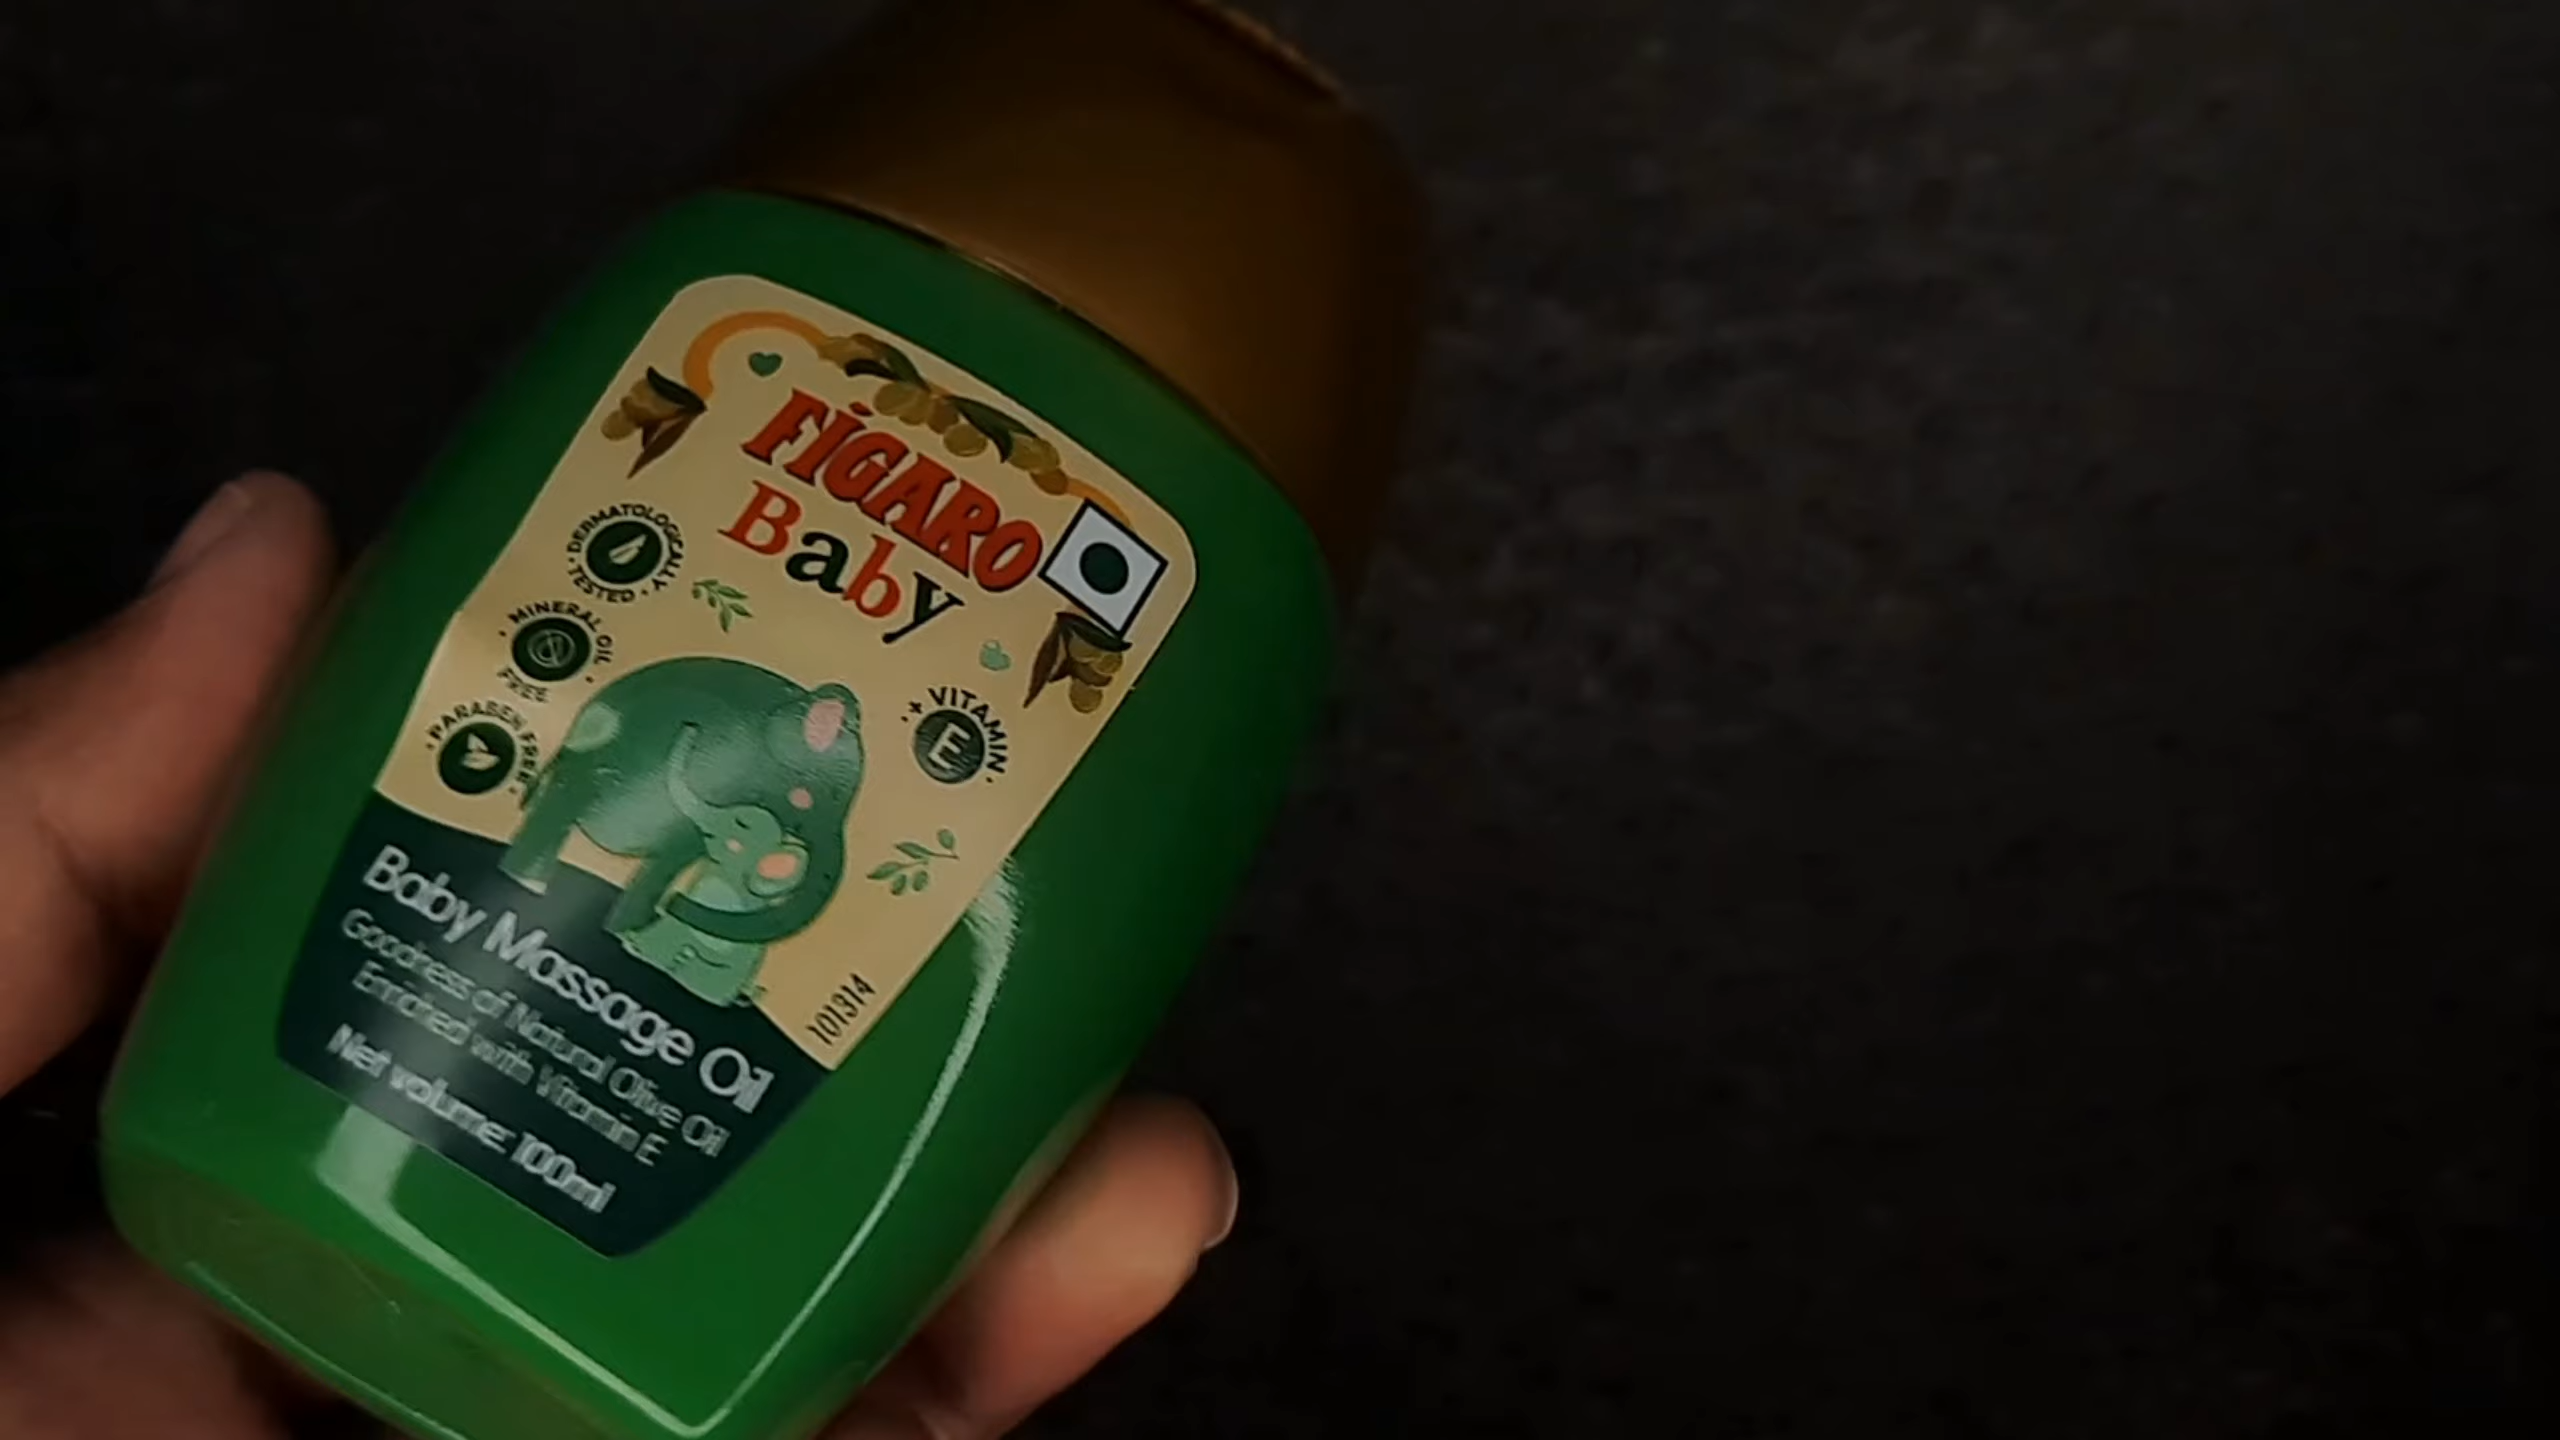 FÍGARO
Baby
• DERMATOLOGICALLY •
TESTED
• MINERAL OIL •
FREE
• PARABEN FREE •
• + VITAMIN •
E
101314
Baby Massage Oil
Goodness of Natural Olive Oil
Enriched with Vitamin E
Net volume: 100ml